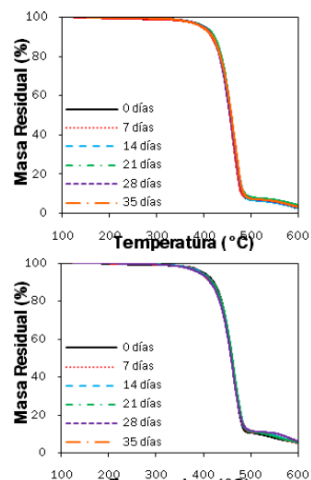 100
80
60
40
20
0
Masa Residual (%)
0 días
7 días
14 días
21 días
28 días
35 días
100 200 300 400 500 600
Temperatura (°C)
100
80
60
40
20
0
Masa Residual (%)
0 días
7 días
14 días
21 días
28 días
35 días
100 200 300 400 500 600